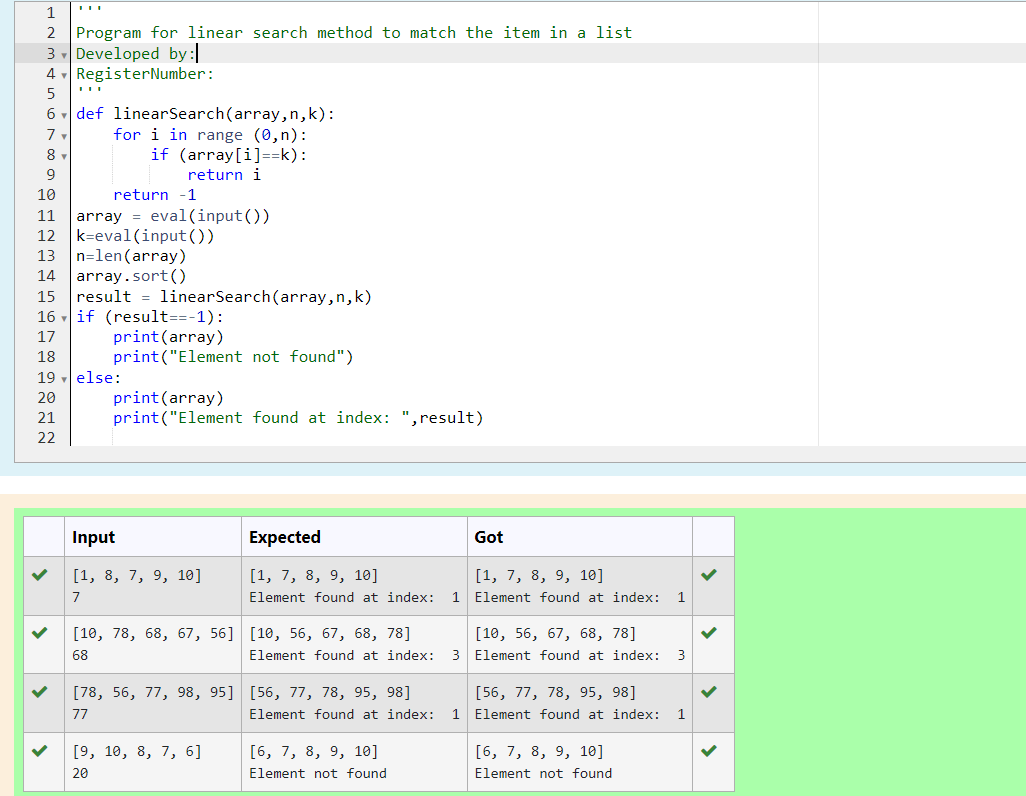 1 '''
2 Program for linear search method to match the item in a list
3 Developed by:
4 RegisterNumber:
5 '''
6 def linearSearch(array,n,k):
7     for i in range (0,n):
8         if (array[i]==k):
9             return i
10     return -1
11 array = eval(input())
12 k=eval(input())
13 n=len(array)
14 array.sort()
15 result = linearSearch(array,n,k)
16 if (result==-1):
17     print(array)
18     print("Element not found")
19 else:
20     print(array)
21     print("Element found at index: ",result)
22
Input Expected Got
[1, 8, 7, 9, 10] [1, 7, 8, 9, 10] [1, 7, 8, 9, 10]
7 Element found at index:  1 Element found at index:  1
[10, 78, 68, 67, 56] [10, 56, 67, 68, 78] [10, 56, 67, 68, 78]
68 Element found at index:  3 Element found at index:  3
[78, 56, 77, 98, 95] [56, 77, 78, 95, 98] [56, 77, 78, 95, 98]
77 Element found at index:  1 Element found at index:  1
[9, 10, 8, 7, 6] [6, 7, 8, 9, 10] [6, 7, 8, 9, 10]
20 Element not found Element not found